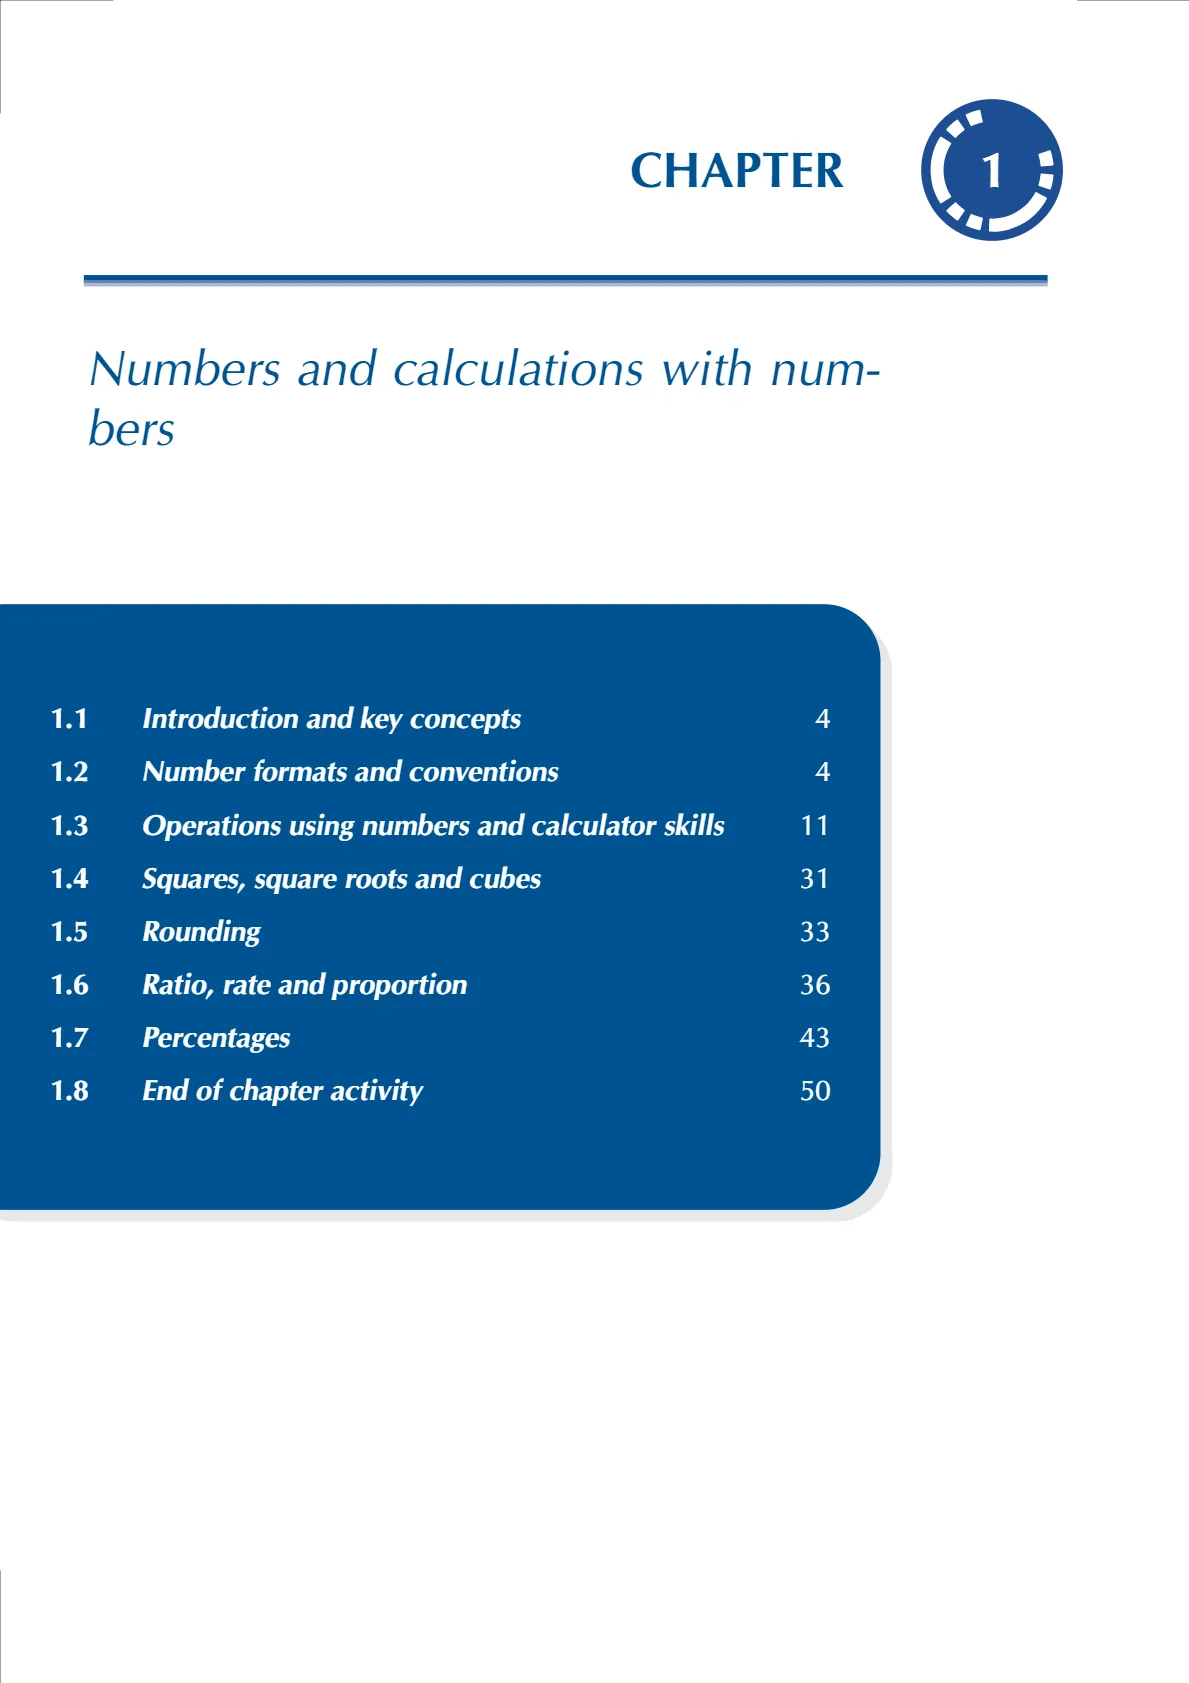 CHAPTER 1
Numbers and calculations with num-
bers
1.1 Introduction and key concepts 4
1.2 Number formats and conventions 4
1.3 Operations using numbers and calculator skills 11
1.4 Squares, square roots and cubes 31
1.5 Rounding 33
1.6 Ratio, rate and proportion 36
1.7 Percentages 43
1.8 End of chapter activity 50